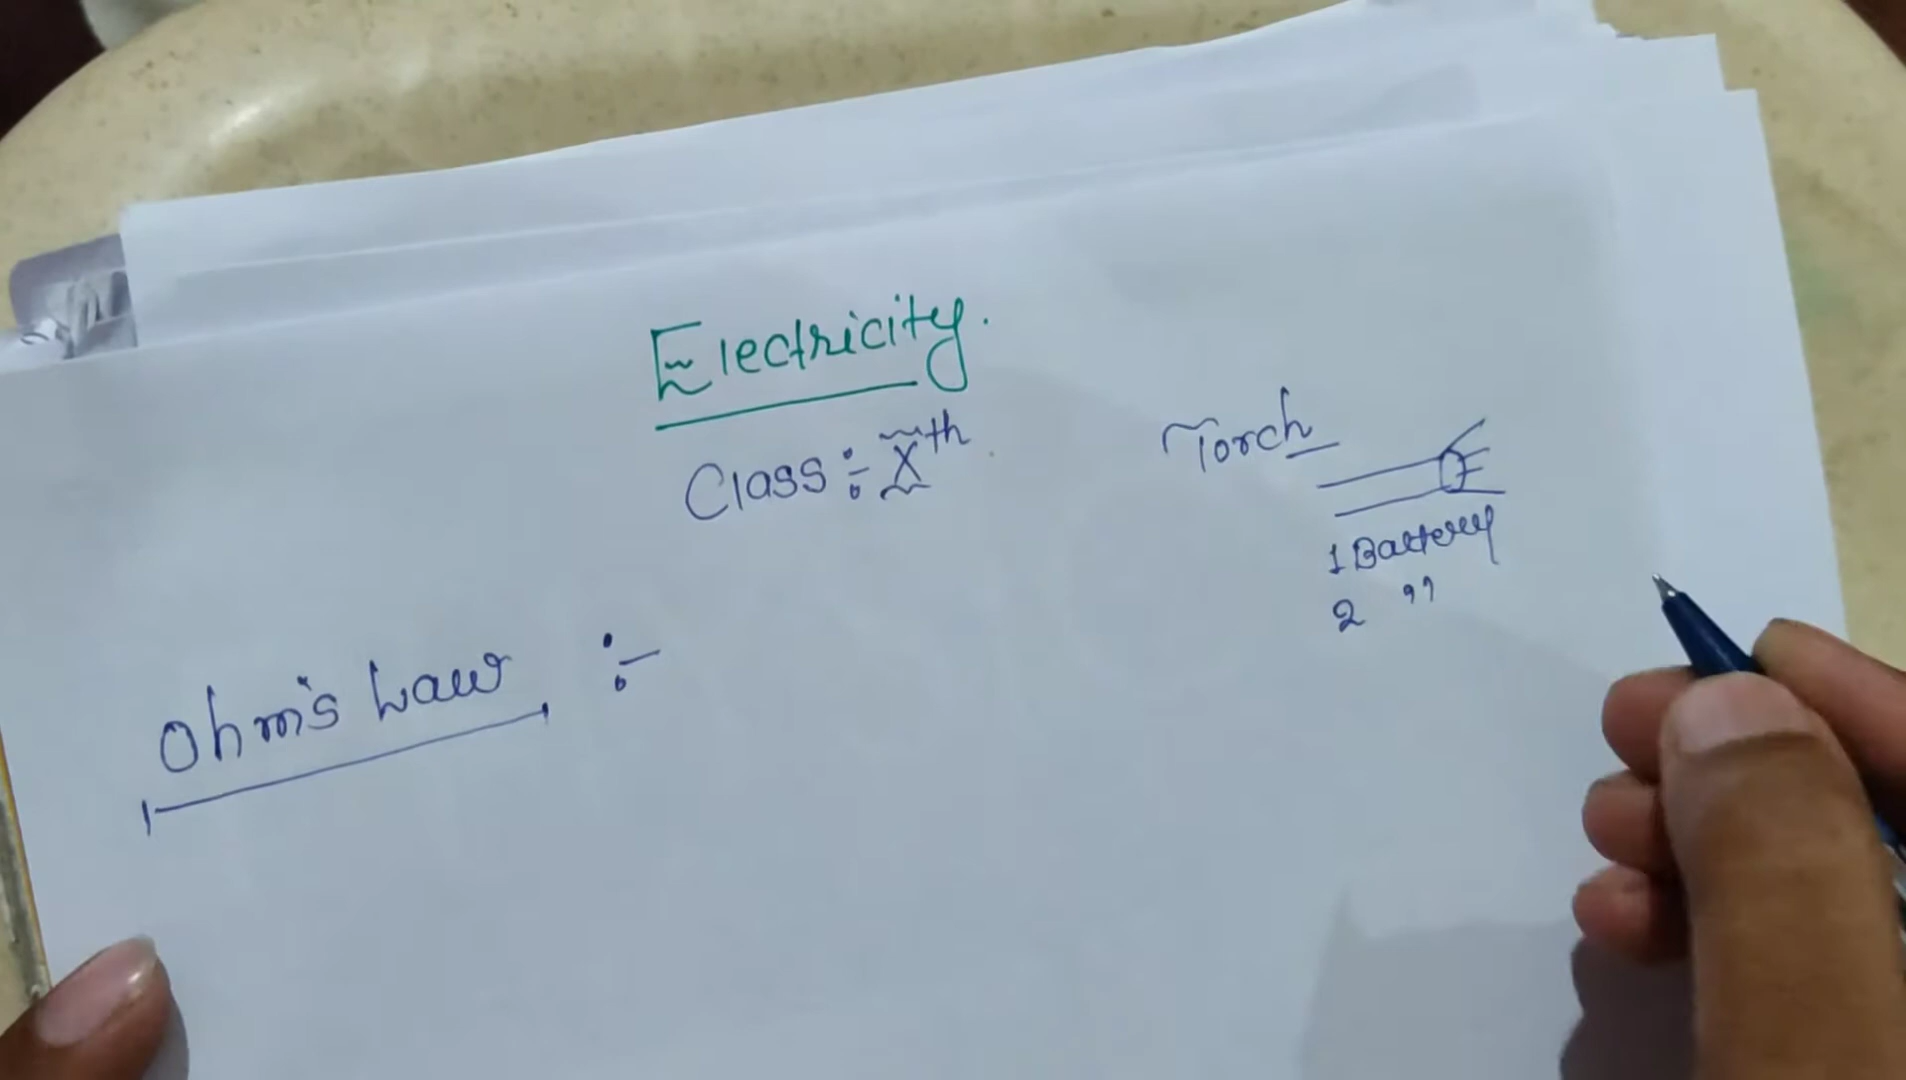 Electricity.
Class :- Xth
Torch
1 Battery
2 "
Ohm's Law :-